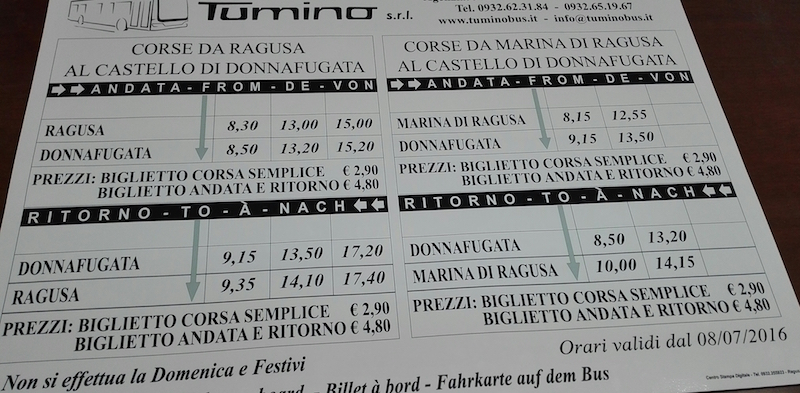 Tumino s.r.l.
Tel. 0932.62.31.84 - 0932.65.19.67
www.tuminobus.it - info@tuminobus.it
CORSE DA RAGUSA
AL CASTELLO DI DONNAFUGATA
ANDATA - FROM - DE - VON
RAGUSA 8,30 13,00 15,00
DONNAFUGATA 8,50 13,20 15,20
PREZZI: BIGLIETTO CORSA SEMPLICE € 2,90
BIGLIETTO ANDATA E RITORNO € 4,80
RITORNO - TO - À - NACH
DONNAFUGATA 9,15 13,50 17,20
RAGUSA 9,35 14,10 17,40
PREZZI: BIGLIETTO CORSA SEMPLICE € 2,90
BIGLIETTO ANDATA E RITORNO € 4,80
CORSE DA MARINA DI RAGUSA
AL CASTELLO DI DONNAFUGATA
ANDATA - FROM - DE - VON
MARINA DI RAGUSA 8,15 12,55
DONNAFUGATA 9,15 13,50
PREZZI: BIGLIETTO CORSA SEMPLICE € 2,90
BIGLIETTO ANDATA E RITORNO € 4,80
RITORNO - TO - À - NACH
DONNAFUGATA 8,50 13,20
MARINA DI RAGUSA 10,00 14,15
PREZZI: BIGLIETTO CORSA SEMPLICE € 2,90
BIGLIETTO ANDATA E RITORNO € 4,80
Orari validi dal 08/07/2016
Non si effettua la Domenica e Festivi
- Billet à bord - Fahrkarte auf dem Bus